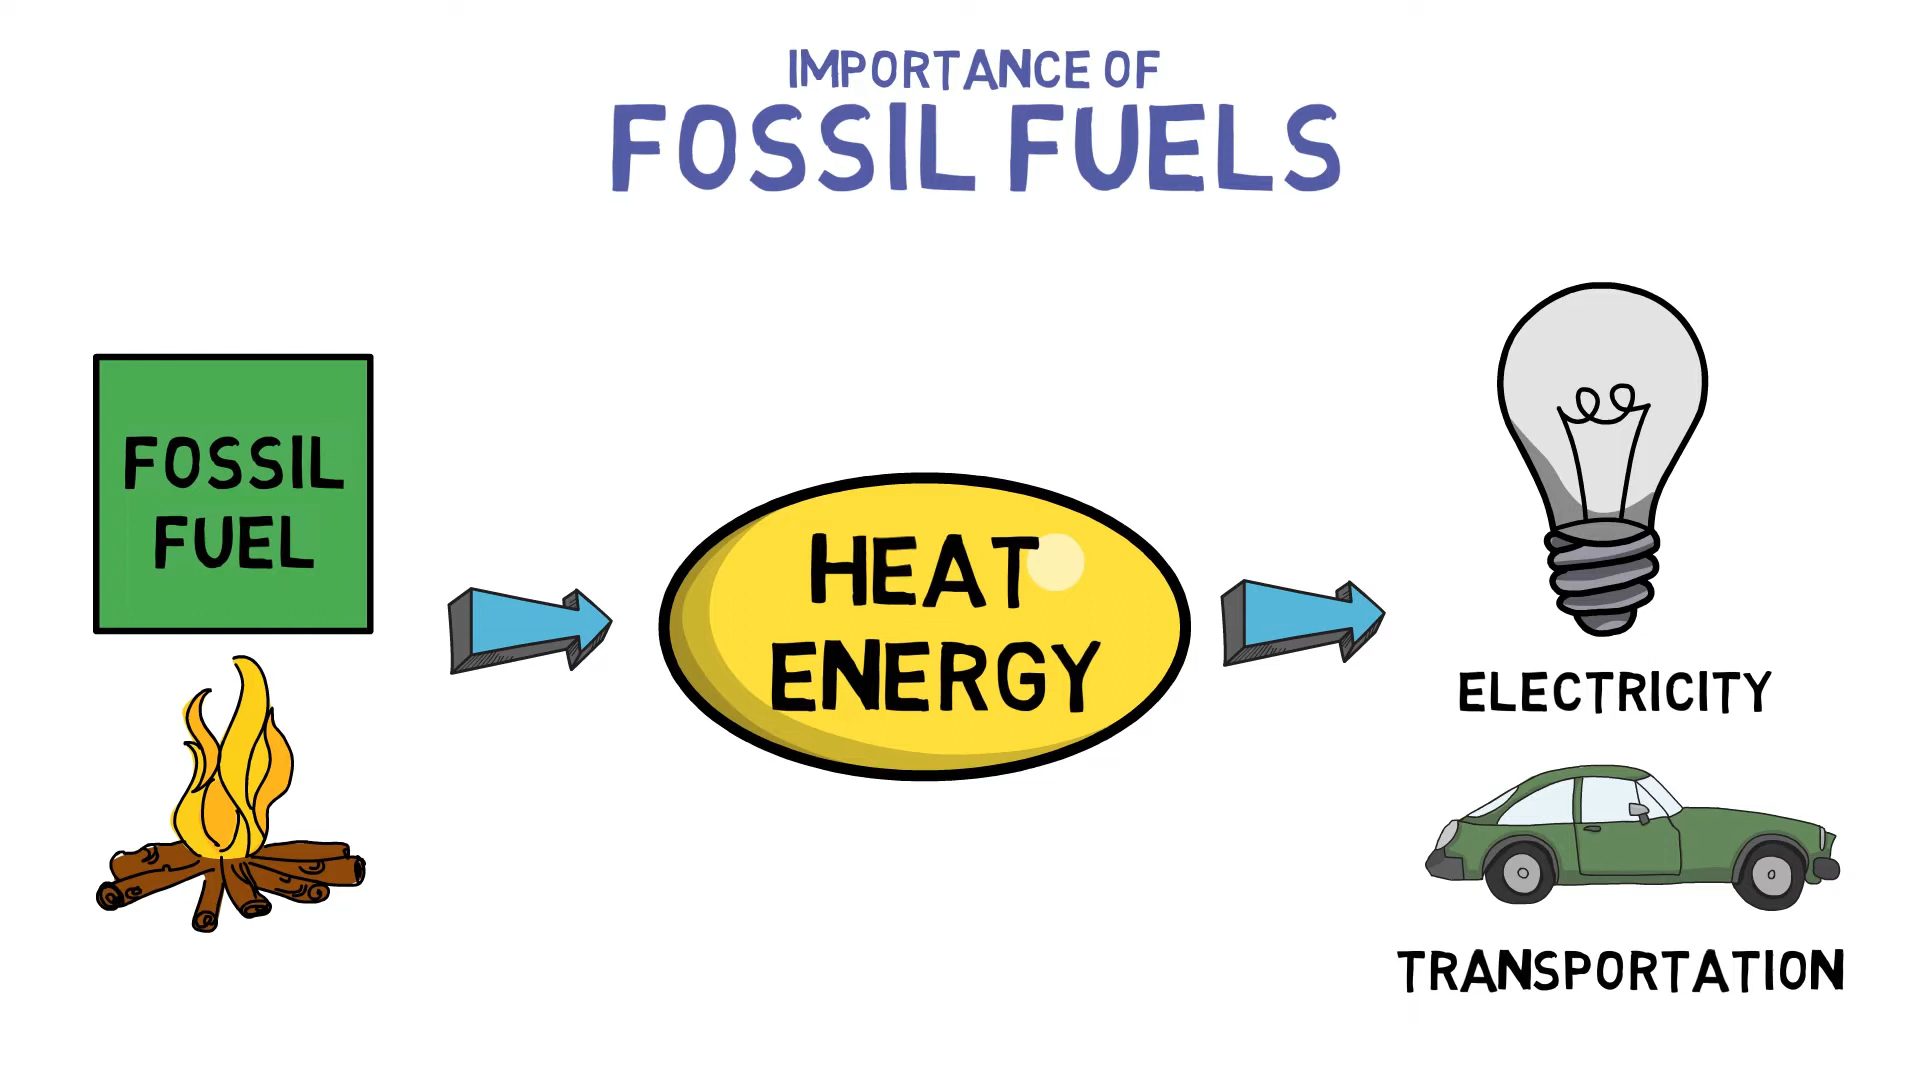 IMPORTANCE OF
FOSSIL FUELS
FOSSIL
FUEL
HEAT
ENERGY
ELECTRICITY
TRANSPORTATION